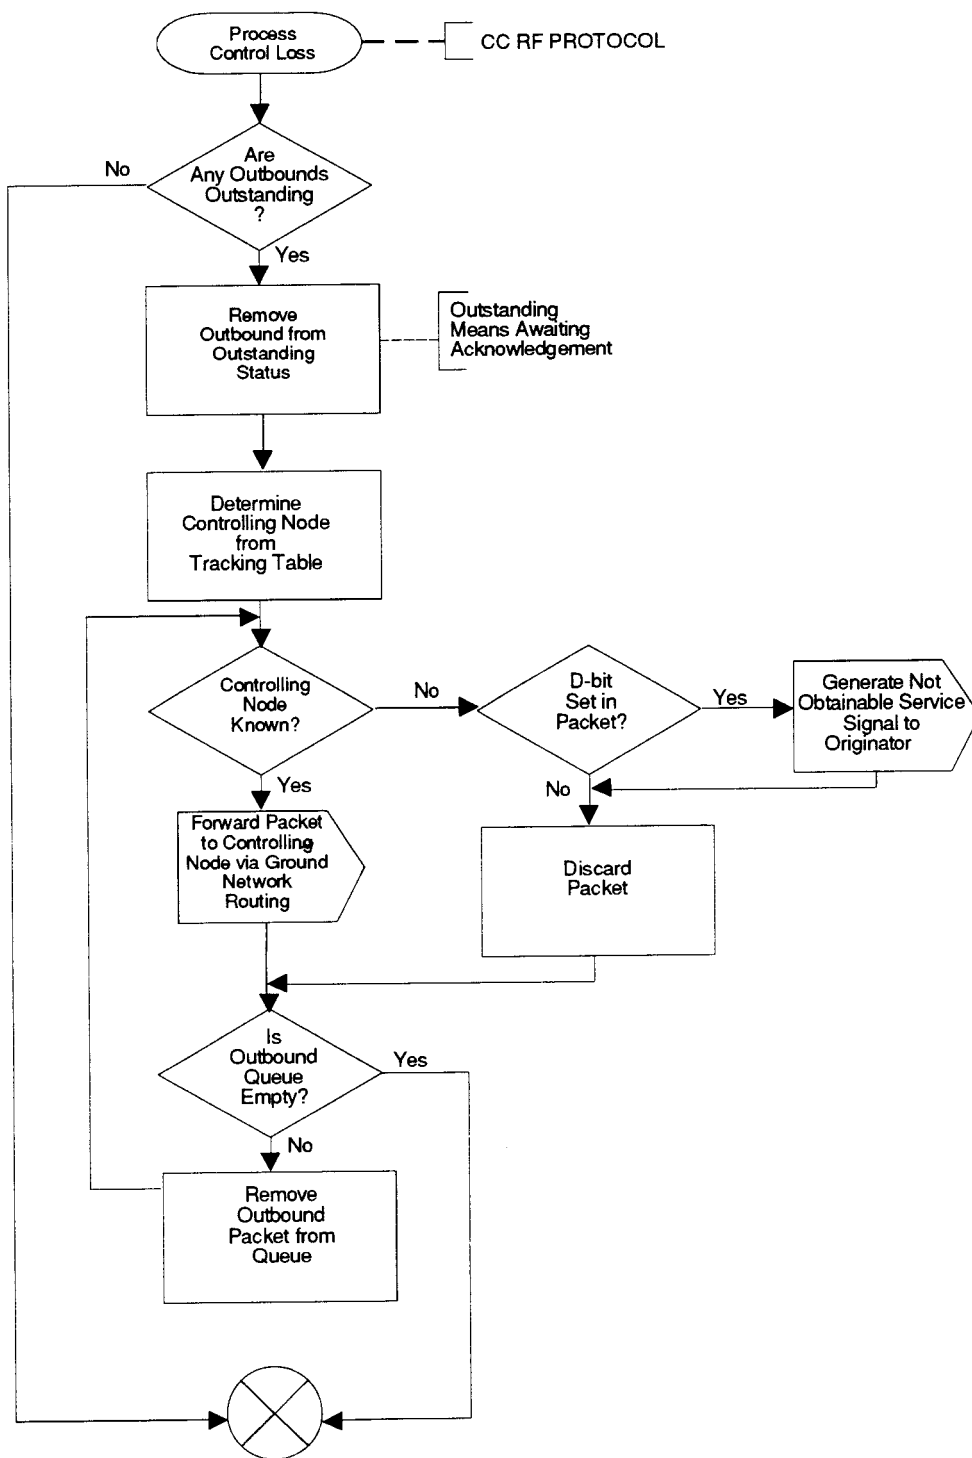 Process
Control Loss
CC RF PROTOCOL
Are
Any Outbounds
Outstanding
?
No
Yes
Remove
Outbound from
Outstanding
Status
Outstanding
Means Awaiting
Acknowledgement
Determine
Controlling Node
from
Tracking Table
Controlling
Node
Known?
No
D-bit
Set in
Packet?
Yes
Generate Not
Obtainable Service
Signal to
Originator
Yes
No
Forward Packet
to Controlling
Node via Ground
Network
Routing
Discard
Packet
Is
Outbound
Queue
Empty?
Yes
No
Remove
Outbound
Packet from
Queue